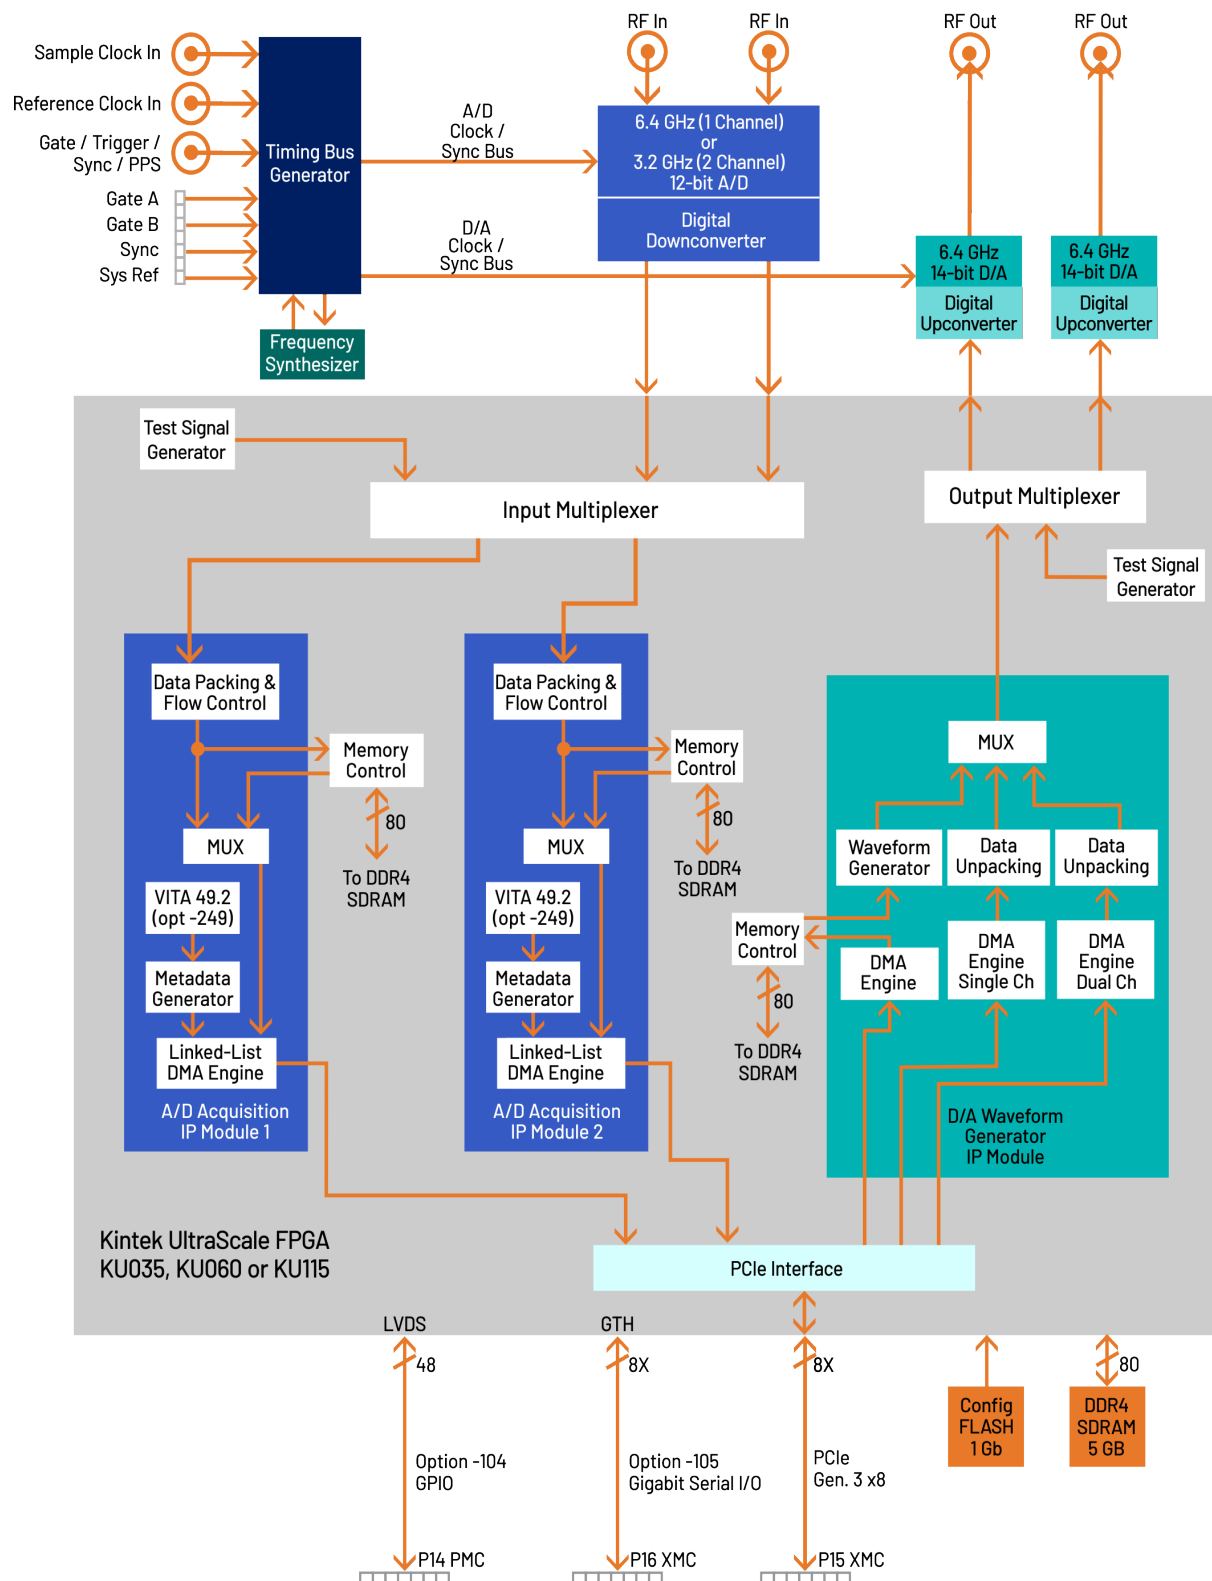 RF In
RF In
RF Out
RF Out
Sample Clock In
Reference Clock In
Gate / Trigger /
Sync / PPS
Gate A
Gate B
Sync
Sys Ref
Timing Bus
Generator
A/D
Clock /
Sync Bus
D/A
Clock /
Sync Bus
6.4 GHz (1 Channel)
or
3.2 GHz (2 Channel)
12-bit A/D
Digital
Downconverter
6.4 GHz
14-bit D/A
Digital
Upconverter
6.4 GHz
14-bit D/A
Digital
Upconverter
Frequency
Synthesizer
Test Signal
Generator
Input Multiplexer
Output Multiplexer
Test Signal
Generator
Data Packing &
Flow Control
Memory
Control
80
To DDR4
SDRAM
MUX
VITA 49.2
(opt -249)
Metadata
Generator
Linked-List
DMA Engine
A/D Acquisition
IP Module 1
Data Packing &
Flow Control
Memory
Control
80
To DDR4
SDRAM
MUX
VITA 49.2
(opt -249)
Metadata
Generator
Linked-List
DMA Engine
A/D Acquisition
IP Module 2
MUX
Waveform
Generator
Data
Unpacking
Data
Unpacking
Memory
Control
80
To DDR4
SDRAM
DMA
Engine
DMA
Engine
Single Ch
DMA
Engine
Dual Ch
D/A Waveform
Generator
IP Module
Kintek UltraScale FPGA
KU035, KU060 or KU115
PCIe Interface
LVDS
48
Option -104
GPIO
P14 PMC
GTH
8X
Option -105
Gigabit Serial I/O
P16 XMC
8X
PCIe
Gen. 3 x8
P15 XMC
Config
FLASH
1 Gb
80
DDR4
SDRAM
5 GB